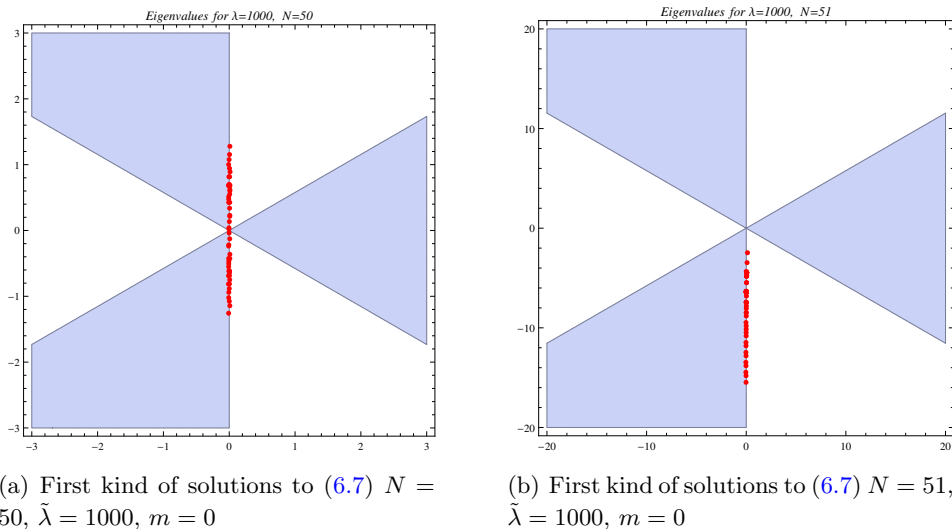 Eigenvalues for λ=1000, N=50
3
2
1
0
−1
−2
−3
−3 −2 −1 0 1 2 3
(a) First kind of solutions to (6.7) N =
50, λ̃ = 1000, m = 0
Eigenvalues for λ=1000, N=51
20
10
0
−10
−20
−20 −10 0 10 20
(b) First kind of solutions to (6.7) N = 51,
λ̃ = 1000, m = 0